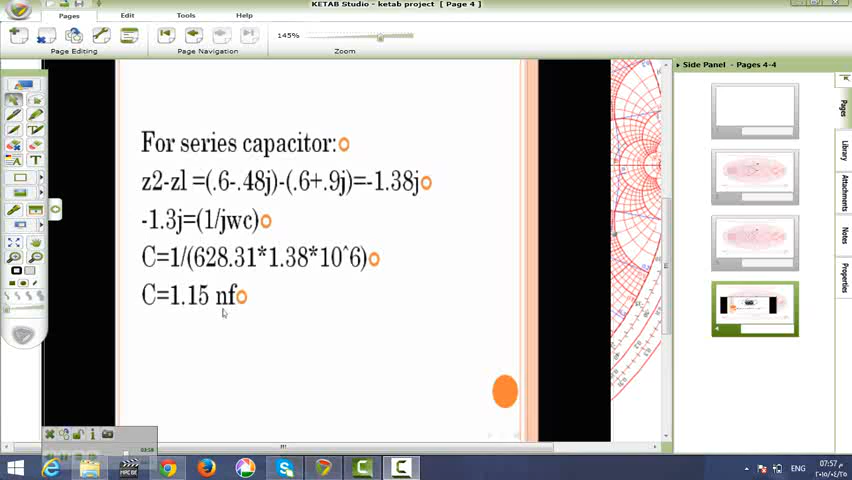 KETAB Studio - ketab project [ Page 4 ]
Pages
Edit
Tools
Help
Page Editing
Page Navigation
145%
Zoom
Side Panel - Pages 4-4
Pages
Library
Attachments
Notes
Properties
For series capacitor:
z2-zl =(.6-.48j)-(.6+.9j)=-1.38j
-1.3j=(1/jwc)
C=1/(628.31*1.38*10^6)
C=1.15 nf
ENG
07:57 م